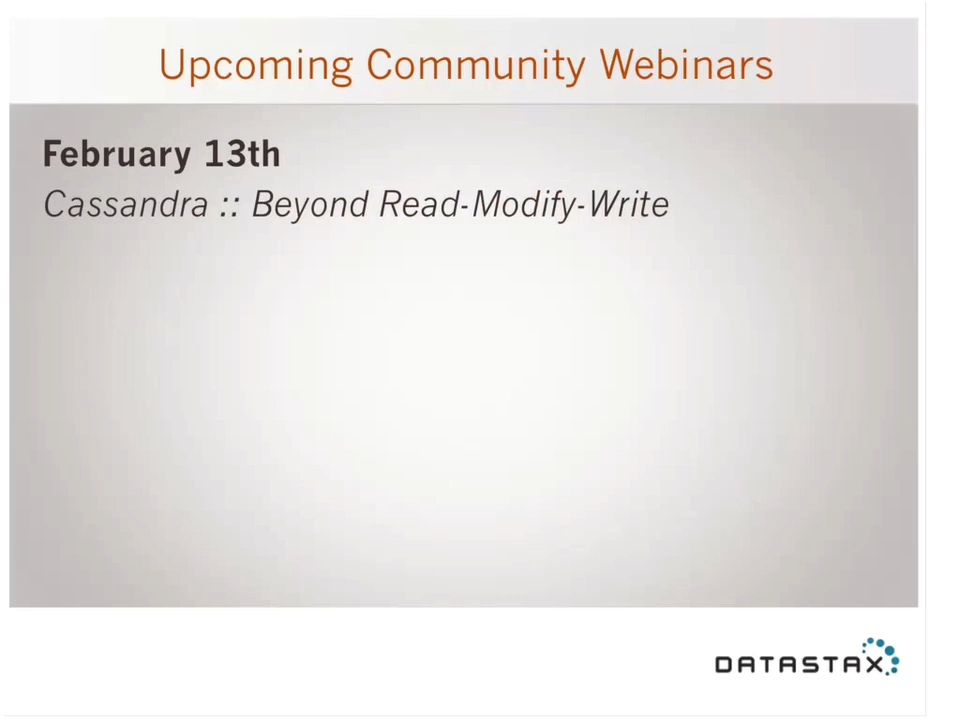 Upcoming Community Webinars
February 13th
Cassandra :: Beyond Read-Modify-Write
DATASTAX